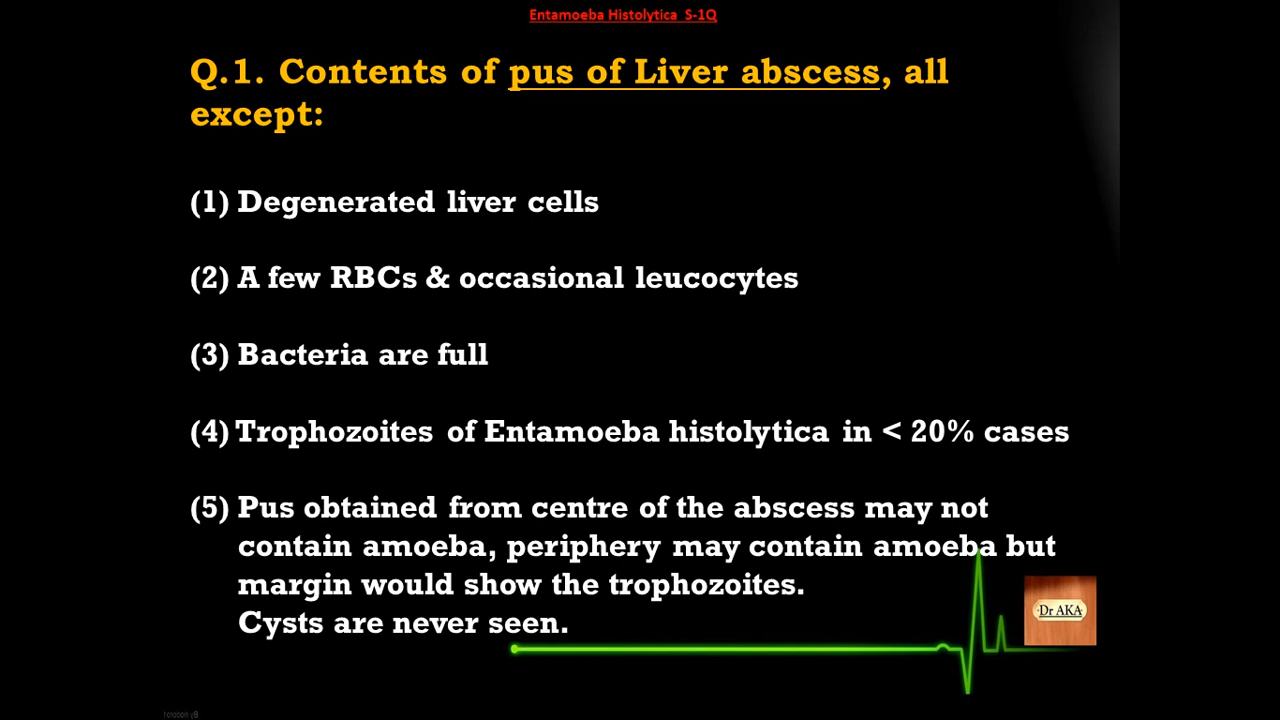 Entamoeba Histolytica S-1Q
Q.1. Contents of pus of Liver abscess, all
except:
(1) Degenerated liver cells
(2) A few RBCs & occasional leucocytes
(3) Bacteria are full
(4) Trophozoites of Entamoeba histolytica in < 20% cases
(5) Pus obtained from centre of the abscess may not
contain amoeba, periphery may contain amoeba but
margin would show the trophozoites.
Cysts are never seen.
Dr AKA